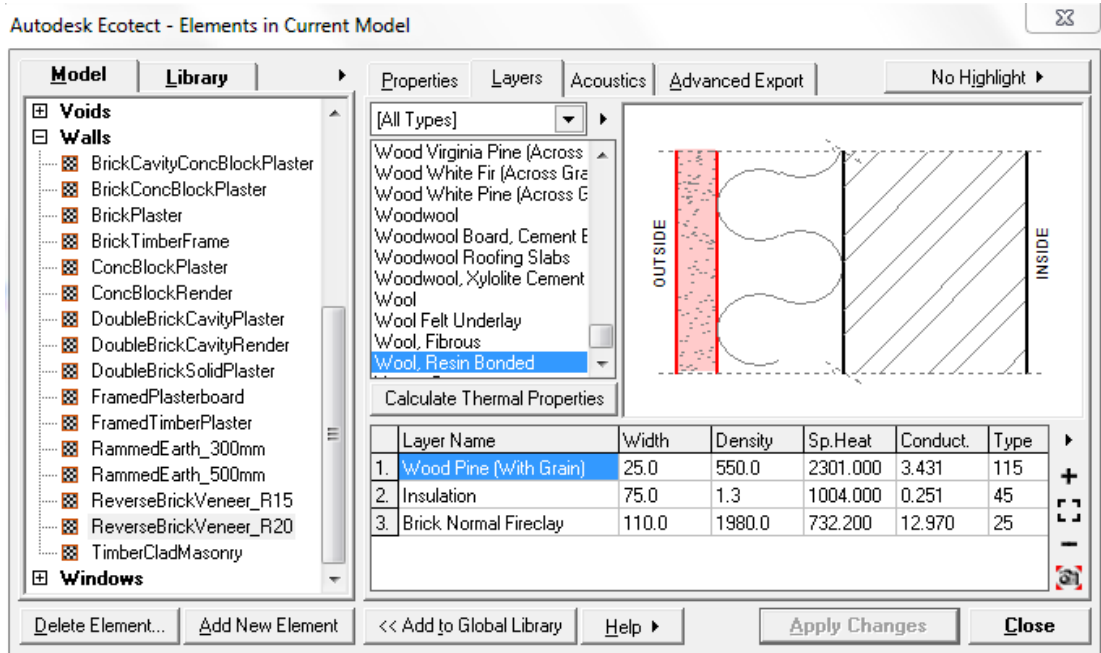 Autodesk Ecotect - Elements in Current Model
Model Library
Properties Layers Acoustics Advanced Export No Highlight
Voids
Walls
BrickCavityConcBlockPlaster
BrickConcBlockPlaster
BrickPlaster
BrickTimberFrame
ConcBlockPlaster
ConcBlockRender
DoubleBrickCavityPlaster
DoubleBrickCavityRender
DoubleBrickSolidPlaster
FramedPlasterboard
FramedTimberPlaster
RammedEarth_300mm
RammedEarth_500mm
ReverseBrickVeneer_R15
ReverseBrickVeneer_R20
TimberCladMasonry
Windows
[All Types]
Wood Virginia Pine (Across
Wood White Fir (Across Gra
Wood White Pine (Across G
Woodwool
Woodwool Board, Cement B
Woodwool Roofing Slabs
Woodwool, Xylolite Cement
Wool
Wool Felt Underlay
Wool, Fibrous
Wool, Resin Bonded
Calculate Thermal Properties
OUTSIDE
INSIDE
Layer Name Width Density Sp.Heat Conduct. Type
1. Wood Pine (With Grain) 25.0 550.0 2301.000 3.431 115
2. Insulation 75.0 1.3 1004.000 0.251 45
3. Brick Normal Fireclay 110.0 1980.0 732.200 12.970 25
Delete Element... Add New Element << Add to Global Library Help Apply Changes Close